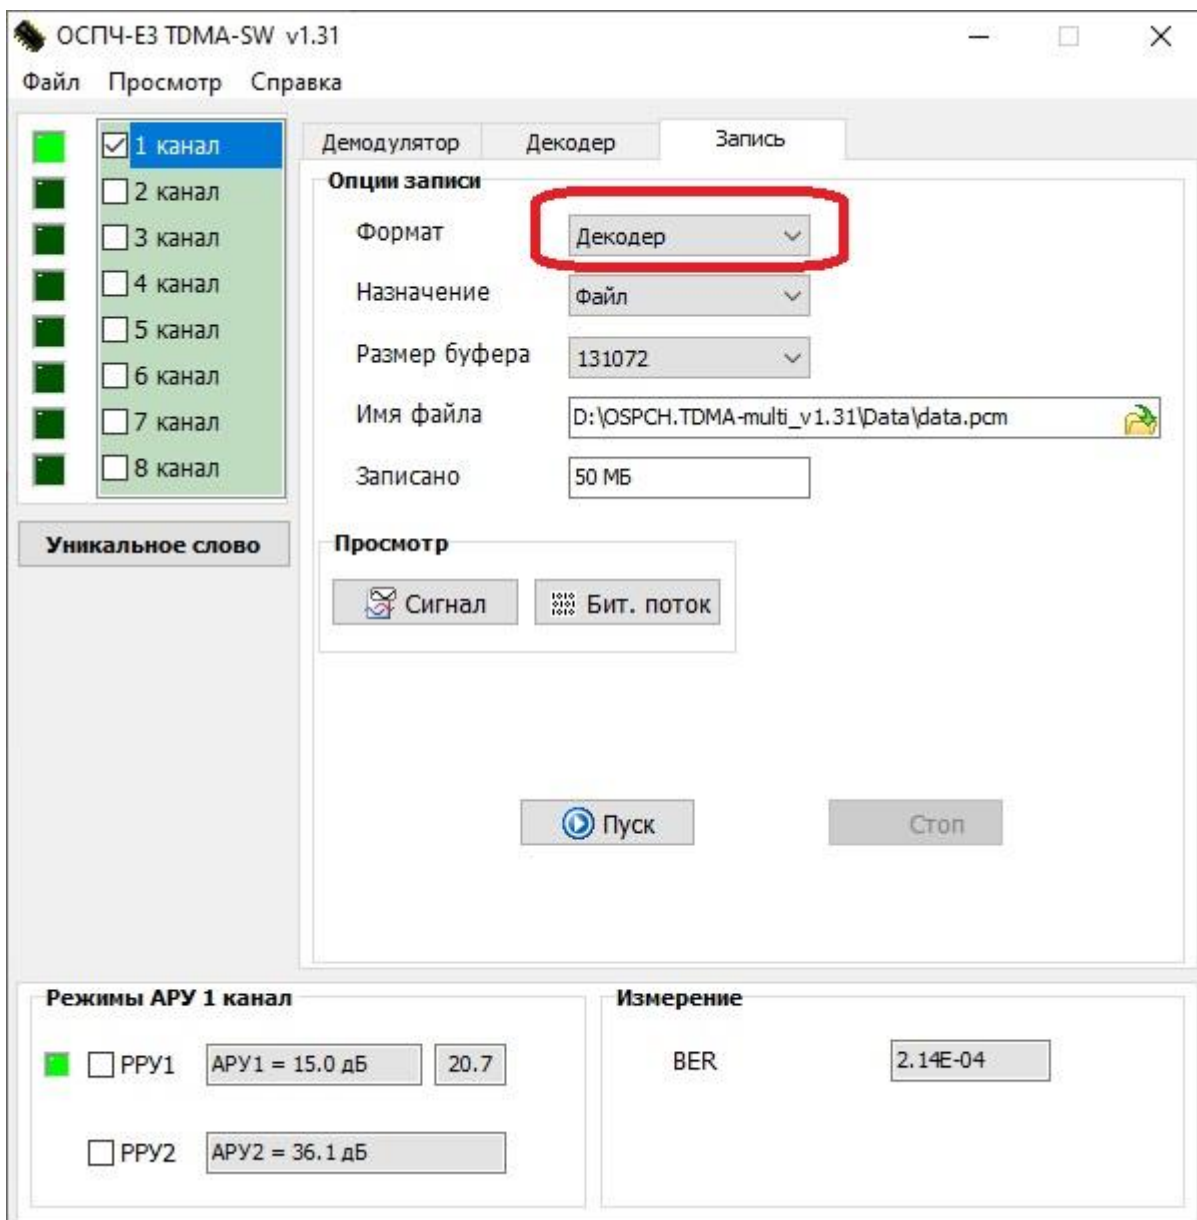 ОСПЧ-Е3 TDMA-SW v1.31
Файл Просмотр Справка
1 канал
2 канал
3 канал
4 канал
5 канал
6 канал
7 канал
8 канал
Уникальное слово
Демодулятор Декодер Запись
Опции записи
Формат Декодер
Назначение Файл
Размер буфера 131072
Имя файла D:\OSPCH.TDMA-multi_v1.31\Data\data.pcm
Записано 50 МБ
Просмотр
Сигнал Бит. поток
Пуск Стоп
Режимы АРУ 1 канал
РРУ1 АРУ1 = 15.0 дБ 20.7
РРУ2 АРУ2 = 36.1 дБ
Измерение
BER 2.14E-04